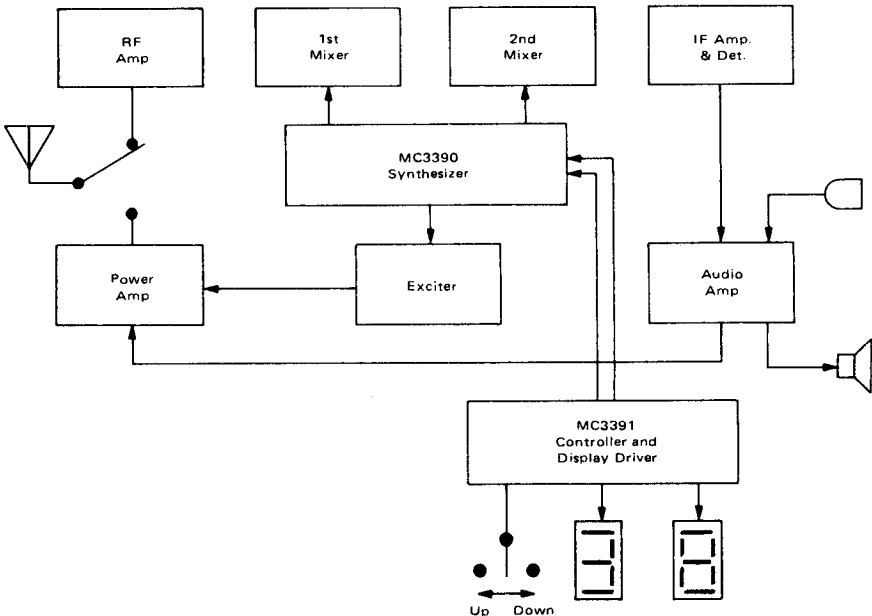 RF
Amp
1st
Mixer
2nd
Mixer
IF Amp.
& Det.
MC3390
Synthesizer
Power
Amp
Exciter
Audio
Amp
MC3391
Controller and
Display Driver
Up Down